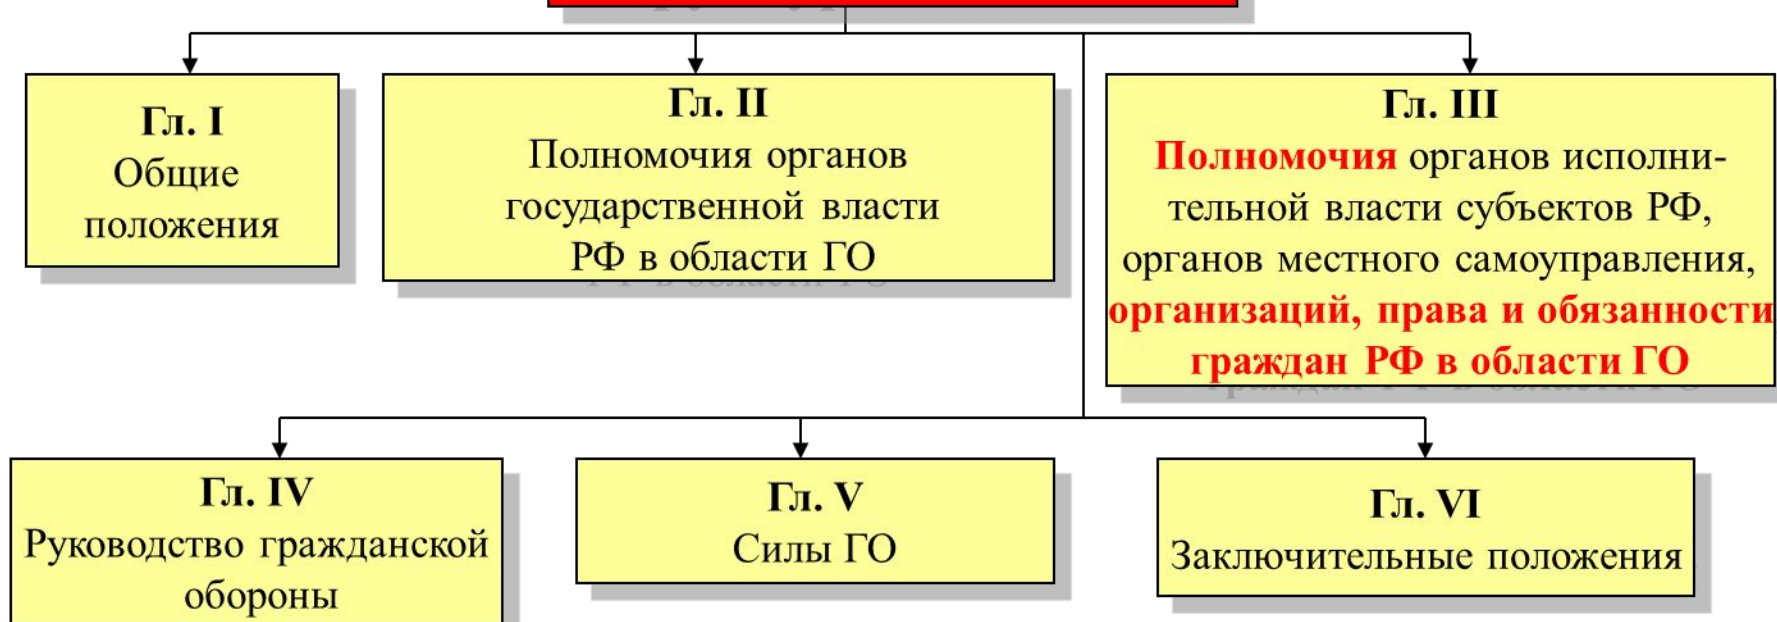 Гл. I
Общие
положения
Гл. II
Полномочия органов
государственной власти
РФ в области ГО
Гл. III
Полномочия органов исполни-
тельной власти субъектов РФ,
органов местного самоуправления,
организаций, права и обязанности
граждан РФ в области ГО
Гл. IV
Руководство гражданской
обороны
Гл. V
Силы ГО
Гл. VI
Заключительные положения